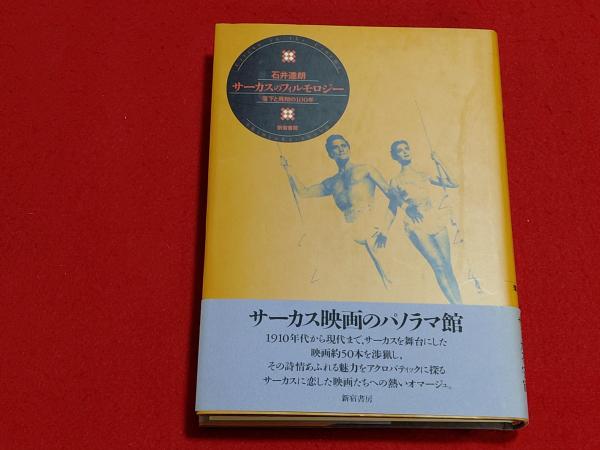 石井達朗
サーカスのフィルモロジー
落下と飛翔の100年
新宿書房
サーカス映画のパノラマ館
1910年代から現代まで、サーカスを舞台にした
映画約50本を渉猟し、
その詩情あふれる魅力をアクロバティックに探る
サーカスに恋した映画たちへの熱いオマージュ。
新宿書房